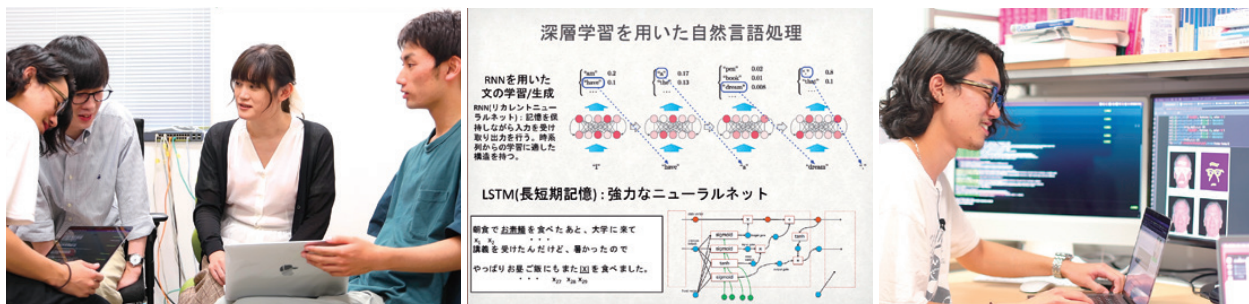 深層学習を用いた自然言語処理
RNNを用いた
文の学習/生成
RNN(リカレントニュー
ラルネット)：記憶を保
持しながら入力を受け
取り出力を行う。時系
列からの学習に適した
構造を持つ。
"am" 0.2
"have" 0.1
...
"a" 0.17
"the" 0.13
...
"pen" 0.02
"book" 0.01
"dream" 0.008
...
"." 0.8
0.1
...
"I" "have" "a" "dream"
LSTM(長短期記憶)：強力なニューラルネット
朝食でお素麺を食べたあと、大学に来て
x1 x2 ・・・
講義を受けたんだけど、暑かったので
やっぱりお昼ご飯にもまた[X]を食べました。
・・・ x27 x28 x29
sigmoid
sigmoid
tanh
sigmoid
tanh